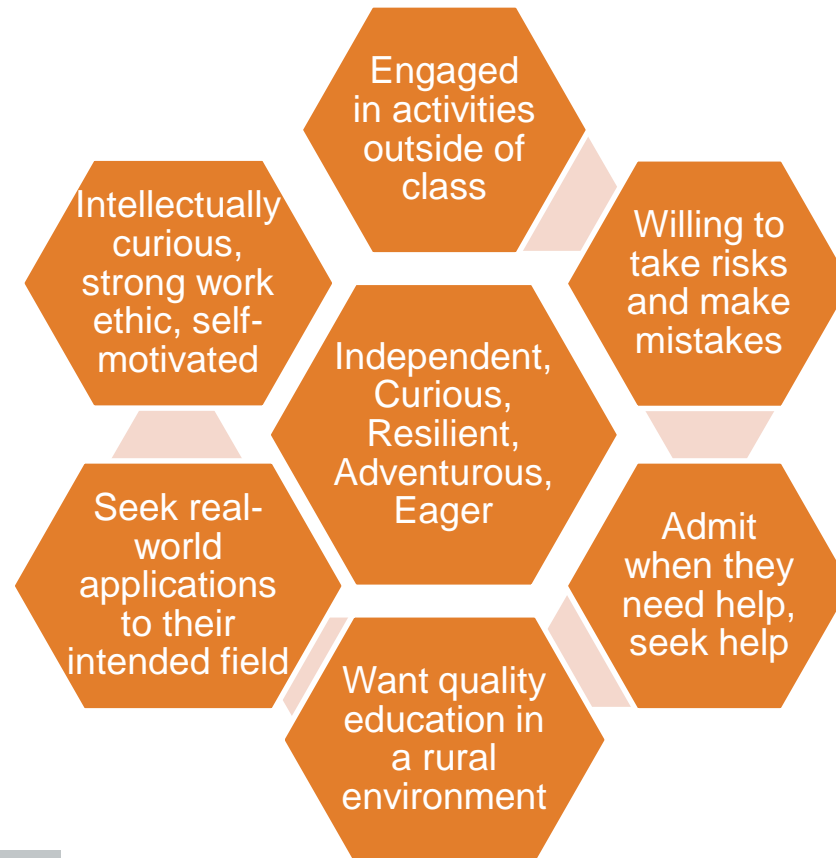 Engaged
in activities
outside of
class
Willing to
take risks
and make
mistakes
Admit
when they
need help,
seek help
Want quality
education in
a rural
environment
Seek real-
world
applications
to their
intended field
Intellectually
curious,
strong work
ethic, self-
motivated
Independent,
Curious,
Resilient,
Adventurous,
Eager